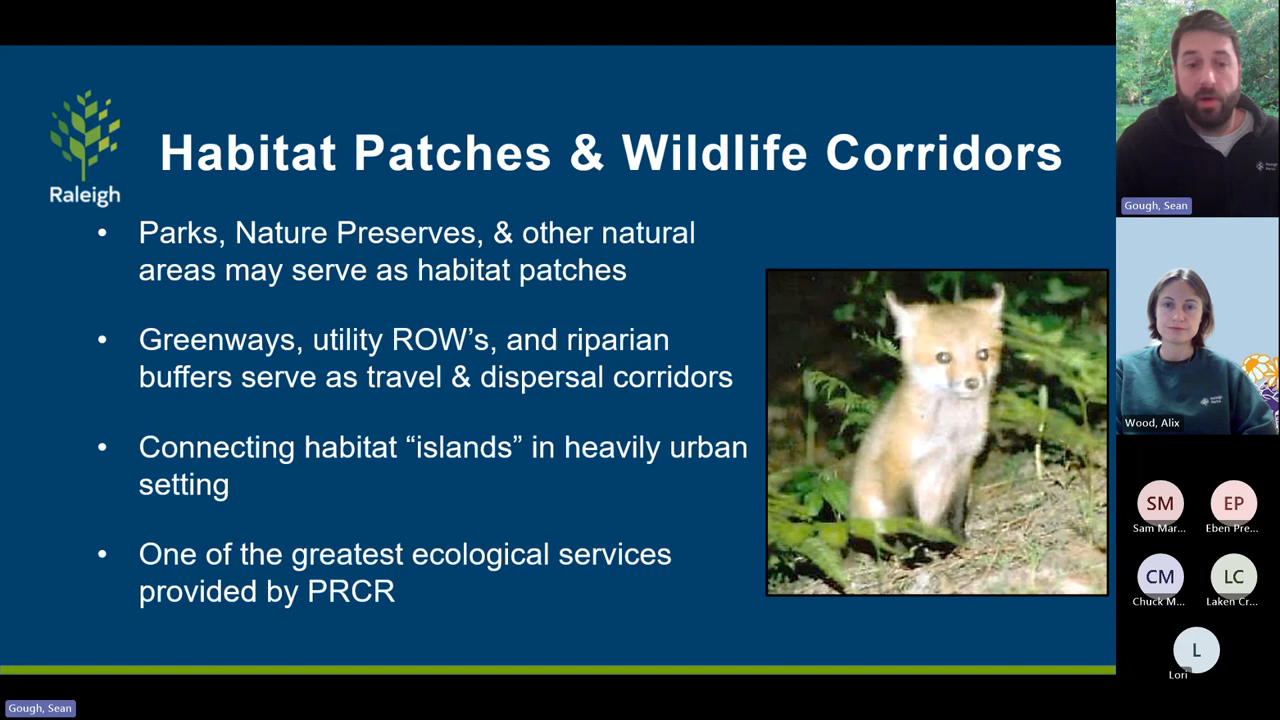 Raleigh
Habitat Patches & Wildlife Corridors
• Parks, Nature Preserves, & other natural
areas may serve as habitat patches
• Greenways, utility ROW’s, and riparian
buffers serve as travel & dispersal corridors
• Connecting habitat “islands” in heavily urban
setting
• One of the greatest ecological services
provided by PRCR
Gough, Sean
Wood, Alix
SM
Sam Mar...
EP
Eben Pre...
CM
Chuck M...
LC
Laken Cr...
L
Lori
Gough, Sean